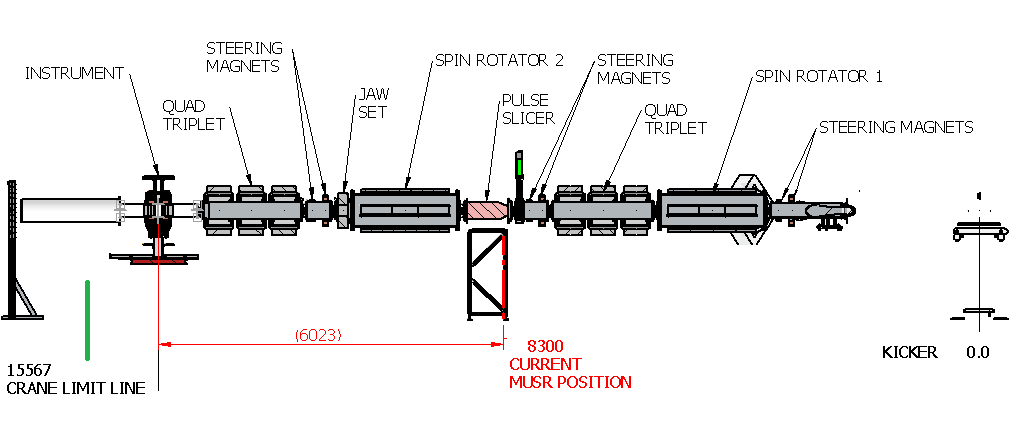 STEERING
MAGNETS
SPIN ROTATOR 2
STEERING
MAGNETS
INSTRUMENT
SPIN ROTATOR 1
JAW
SET
QUAD
TRIPLET
PULSE
SLICER
QUAD
TRIPLET
STEERING MAGNETS
(6023)
8300
CURRENT
MUSR POSITION
KICKER 0.0
15567
CRANE LIMIT LINE